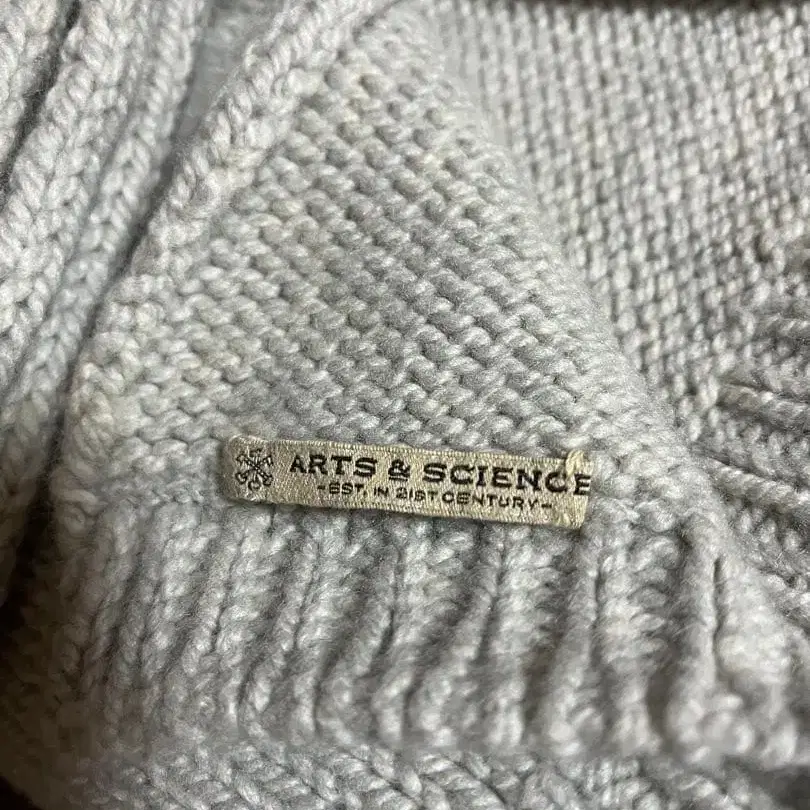 ARTS & SCIENCE
-EST. IN 21ST CENTURY-